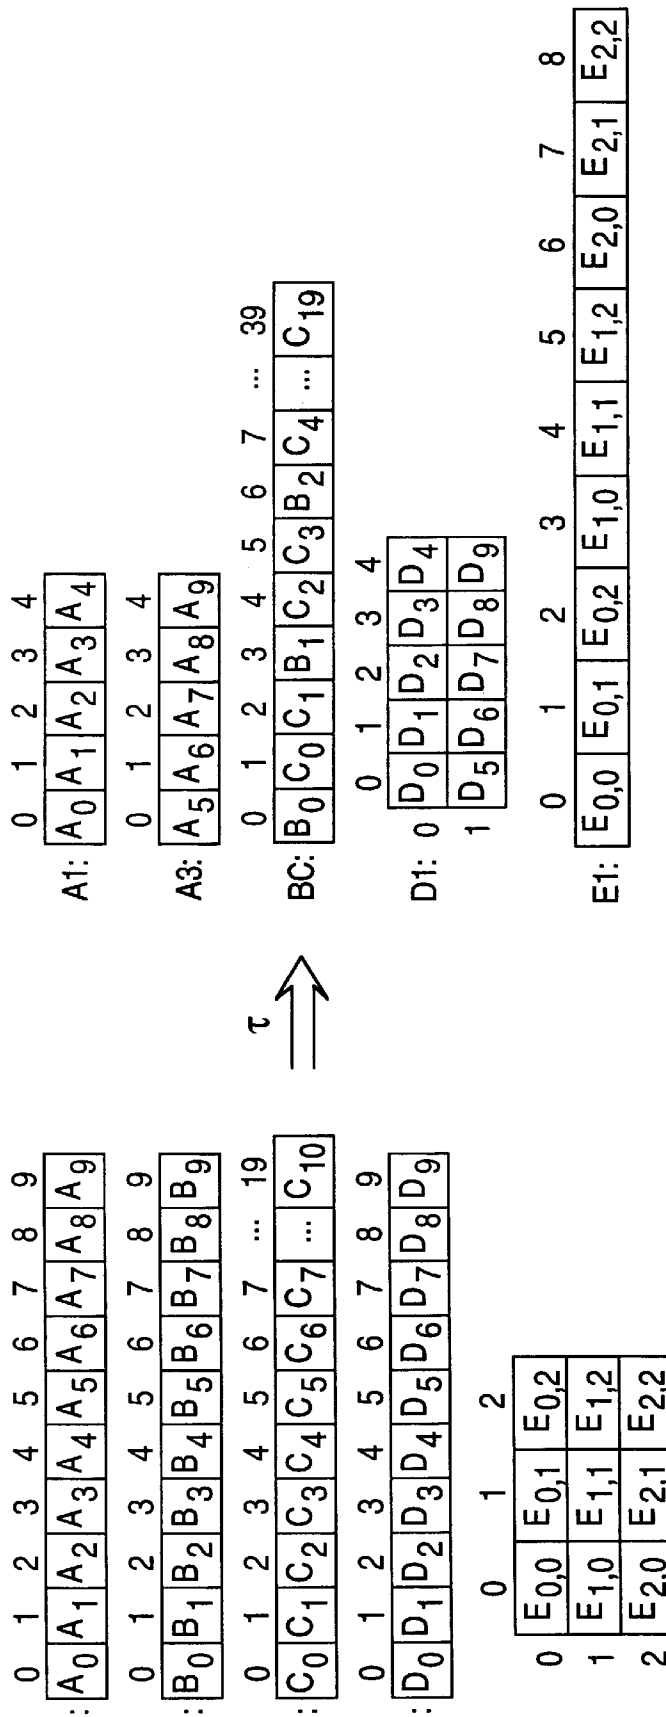 0 1 2 3 4 5 6 7 8 9
: A0 A1 A2 A3 A4 A5 A6 A7 A8 A9
0 1 2 3 4 5 6 7 8 9
: B0 B1 B2 B3 B4 B5 B6 B7 B8 B9
0 1 2 3 4 5 6 7 ... 19
: C0 C1 C2 C3 C4 C5 C6 C7 ... C10
0 1 2 3 4 5 6 7 8 9
: D0 D1 D2 D3 D4 D5 D6 D7 D8 D9
0 1 2
0 E0,0 E0,1 E0,2
1 E1,0 E1,1 E1,2
2 E2,0 E2,1 E2,2
τ
0 1 2 3 4
A1: A0 A1 A2 A3 A4
0 1 2 3 4
A3: A5 A6 A7 A8 A9
0 1 2 3 4 5 6 7 ... 39
BC: B0 C0 C1 B1 C2 C3 B2 C4 ... C19
0 1 2 3 4
D1: 0 D0 D1 D2 D3 D4
1 D5 D6 D7 D8 D9
0 1 2 3 4 5 6 7 8
E1: E0,0 E0,1 E0,2 E1,0 E1,1 E1,2 E2,0 E2,1 E2,2